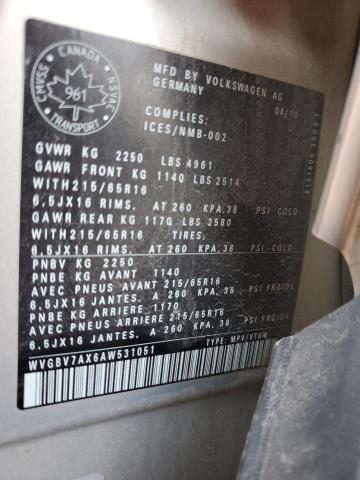 CANADA
CMVSS
NSVAC
961
TRANSPORT
MFD BY VOLKSWAGEN AG
GERMANY
04/10
COMPLIES:
ICES/NMB-002
GVWR KG 2250 LBS 4961
GAWR FRONT KG 1140 LBS 2514
WITH 215/65R16
6,5JX16 RIMS, AT 260 KPA, 38 PSI COLD
GAWR REAR KG 1170 LBS 2580
WITH 215/65R16 TIRES,
6,5JX16 RIMS, AT 260 KPA, 38 PSI COLD
PNBV KG 2250
PNBE KG AVANT 1140
AVEC PNEUS AVANT 215/65R16
6,5JX16 JANTES, A 260 KPA, 38 PSI FROIDS
PNBE KG ARRIERE 1170
AVEC PNEUS ARRIERE 215/65R16
6,5JX16 JANTES, A 260 KPA, 38 PSI FROIDS
WVGBV7AX6AW531051 TYPE: MPV/VTUM